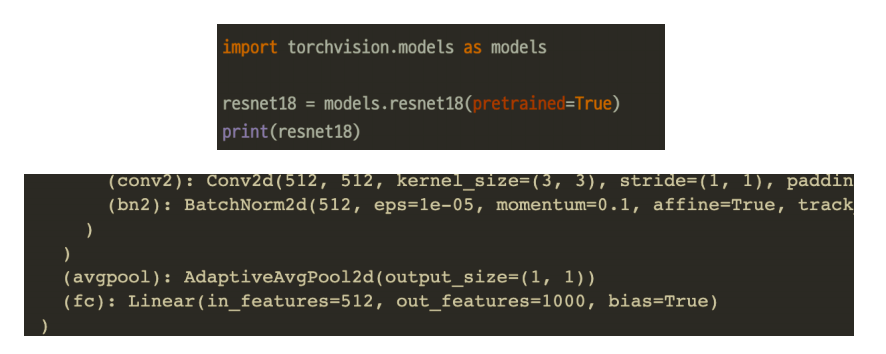 import torchvision.models as models
resnet18 = models.resnet18(pretrained=True)
print(resnet18)
(conv2): Conv2d(512, 512, kernel_size=(3, 3), stride=(1, 1), paddin
(bn2): BatchNorm2d(512, eps=1e-05, momentum=0.1, affine=True, track_
)
)
(avgpool): AdaptiveAvgPool2d(output_size=(1, 1))
(fc): Linear(in_features=512, out_features=1000, bias=True)
)